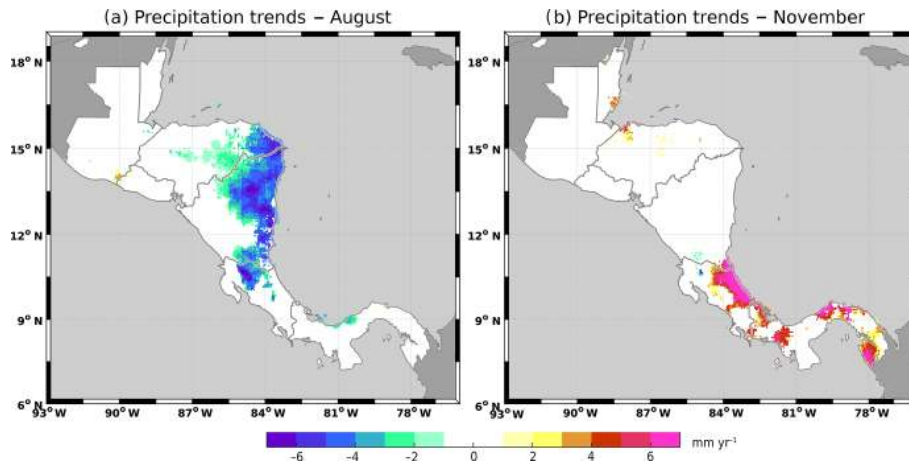 (a) Precipitation trends – August
(b) Precipitation trends – November
18° N
15° N
12° N
9° N
6° N
93° W
90° W
87° W
84° W
81° W
78° W
18° N
15° N
12° N
9° N
6° N
93° W
90° W
87° W
84° W
81° W
78° W
−6 −4 −2 0 2 4 6 mm yr⁻¹